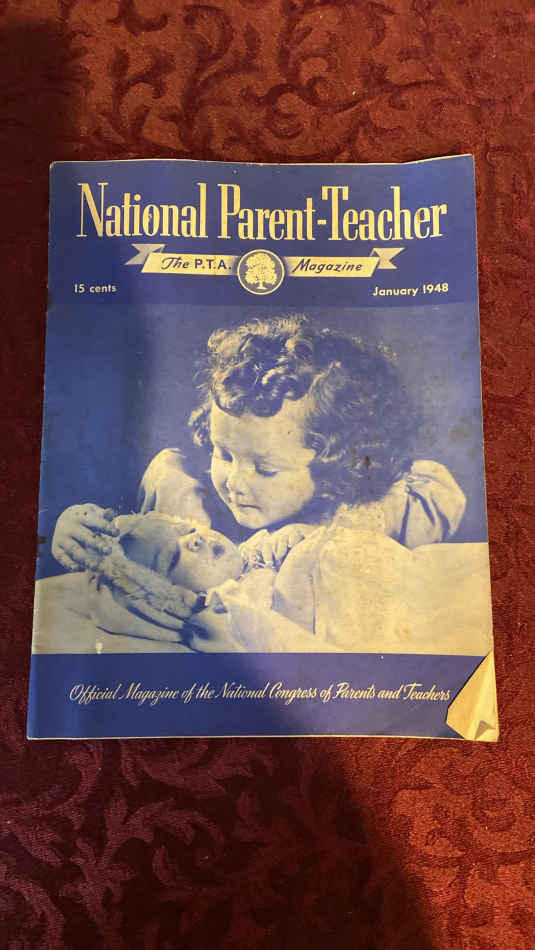 National Parent-Teacher
The P.T.A. Magazine
15 cents
January 1948
Official Magazine of the National Congress of Parents and Teachers